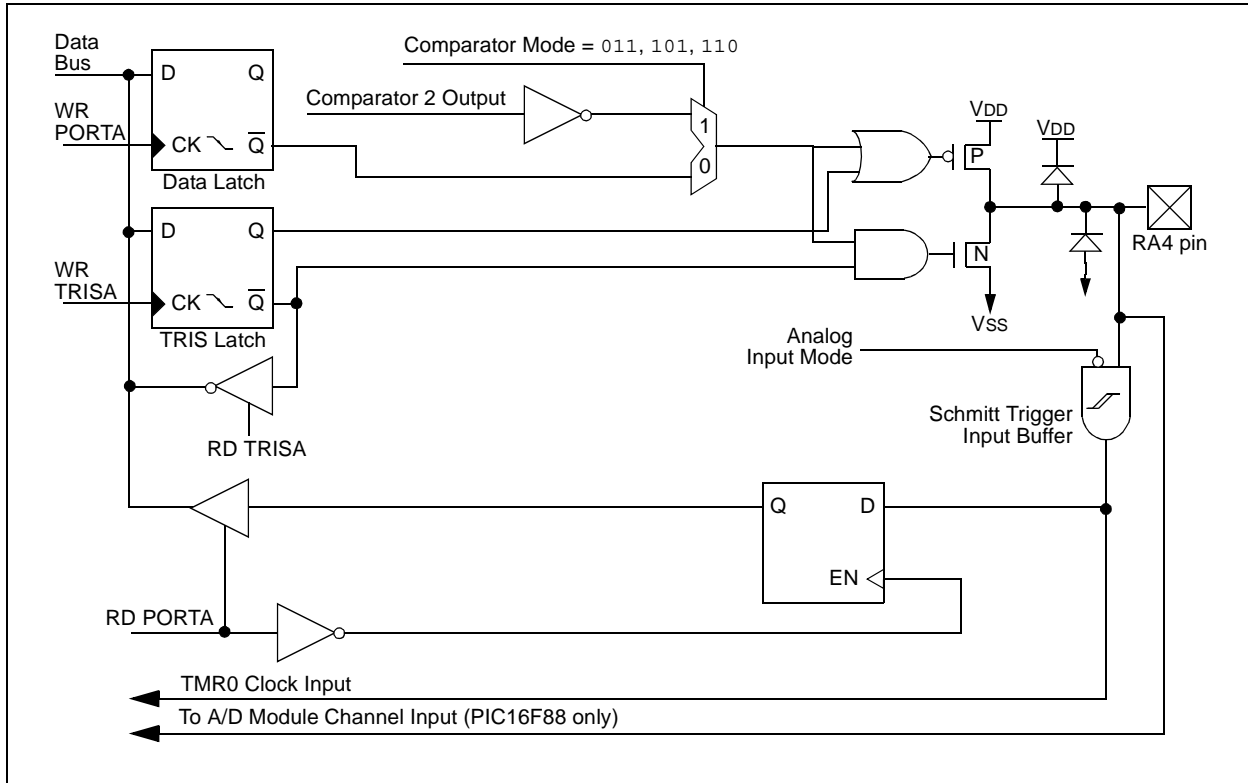 Data
Bus
D Q
WR
PORTA
CK Q
Data Latch
Comparator Mode = 011, 101, 110
Comparator 2 Output
1
0
VDD
P
VDD
RA4 pin
D Q
WR
TRISA
CK Q
TRIS Latch
N
VSS
RD TRISA
Analog
Input Mode
Schmitt Trigger
Input Buffer
Q D
EN
RD PORTA
TMR0 Clock Input
To A/D Module Channel Input (PIC16F88 only)